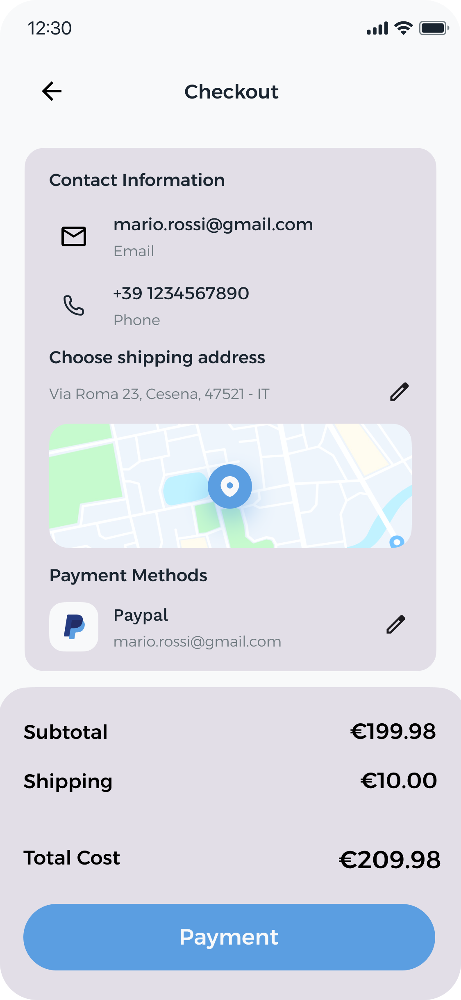 12:30
Checkout
Contact Information
mario.rossi@gmail.com
Email
+39 1234567890
Phone
Choose shipping address
Via Roma 23, Cesena, 47521 - IT
Payment Methods
Paypal
mario.rossi@gmail.com
Subtotal €199.98
Shipping €10.00
Total Cost €209.98
Payment